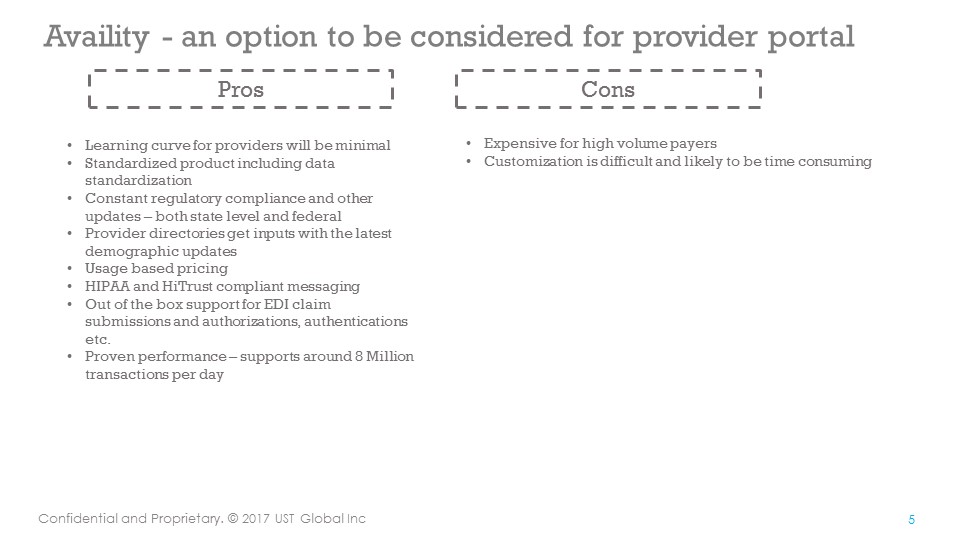 Availity - an option to be considered for provider portal
Pros
Cons
• Learning curve for providers will be minimal
• Standardized product including data
standardization
• Constant regulatory compliance and other
updates – both state level and federal
• Provider directories get inputs with the latest
demographic updates
• Usage based pricing
• HIPAA and HiTrust compliant messaging
• Out of the box support for EDI claim
submissions and authorizations, authentications
etc.
• Proven performance – supports around 8 Million
transactions per day
• Expensive for high volume payers
• Customization is difficult and likely to be time consuming
Confidential and Proprietary. © 2017 UST Global Inc
5